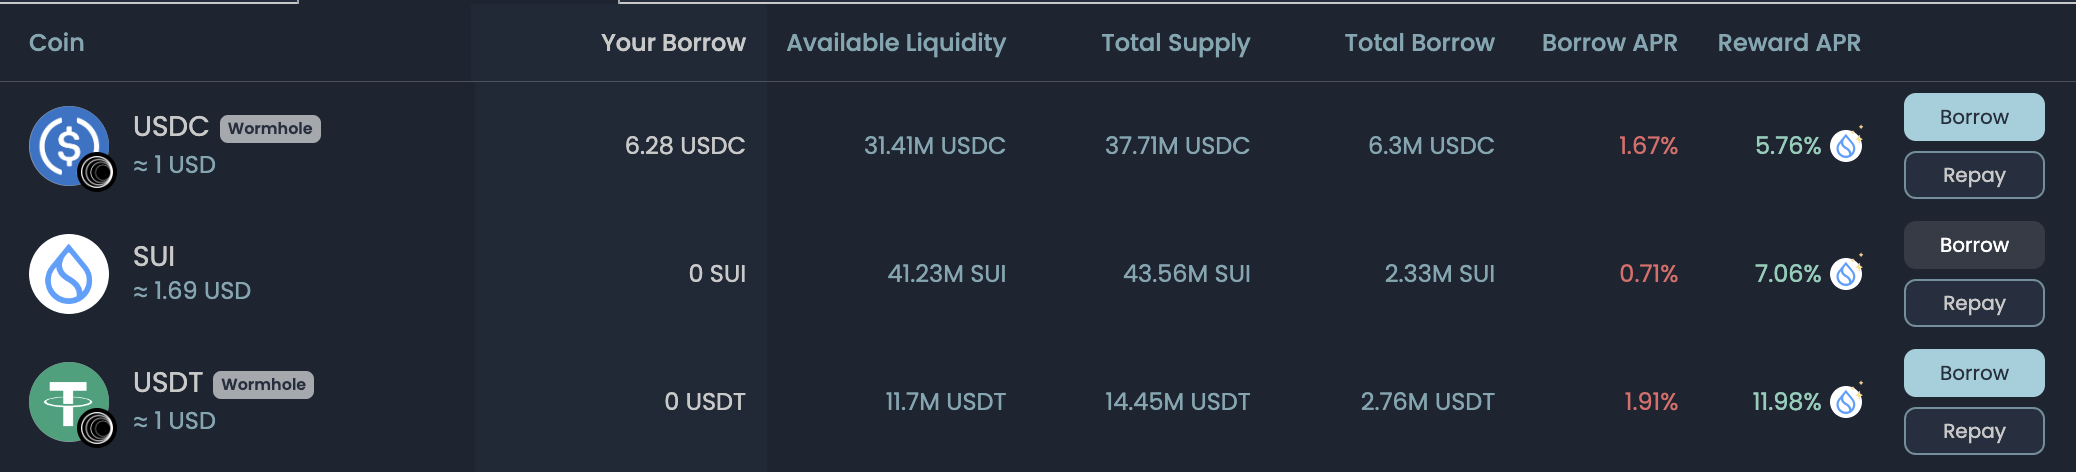 Coin Your Borrow Available Liquidity Total Supply Total Borrow Borrow APR Reward APR
USDC Wormhole
≈ 1 USD
6.28 USDC 31.41M USDC 37.71M USDC 6.3M USDC 1.67% 5.76%
Borrow
Repay
SUI
≈ 1.69 USD
0 SUI 41.23M SUI 43.56M SUI 2.33M SUI 0.71% 7.06%
Borrow
Repay
USDT Wormhole
≈ 1 USD
0 USDT 11.7M USDT 14.45M USDT 2.76M USDT 1.91% 11.98%
Borrow
Repay